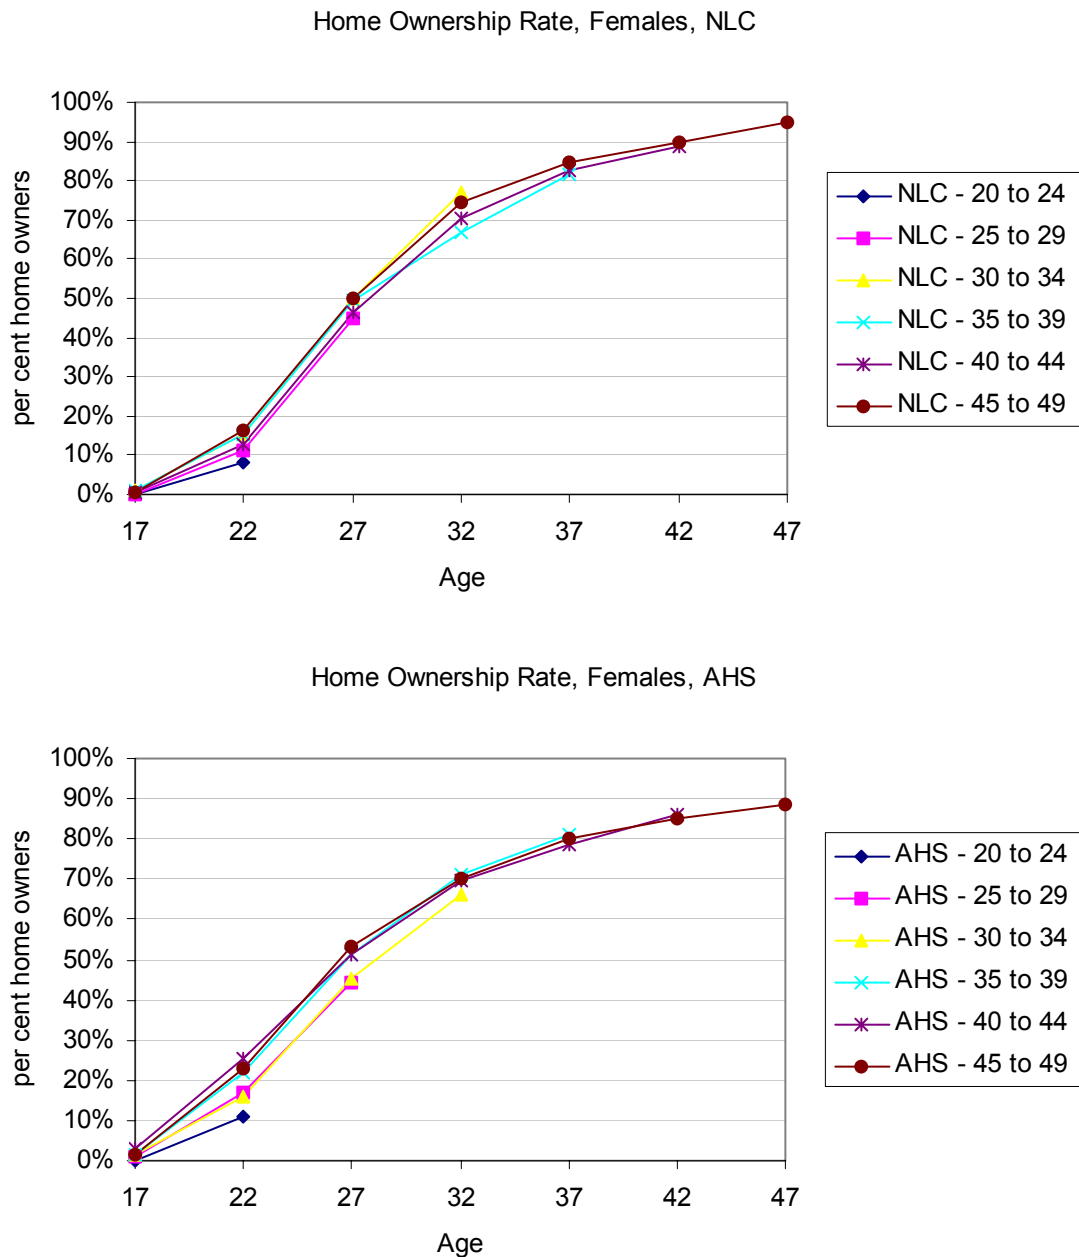 Home Ownership Rate, Females, NLC
100%
90%
80%
70%
60%
50%
40%
30%
20%
10%
0%
per cent home owners
17 22 27 32 37 42 47
Age
NLC - 20 to 24
NLC - 25 to 29
NLC - 30 to 34
NLC - 35 to 39
NLC - 40 to 44
NLC - 45 to 49
Home Ownership Rate, Females, AHS
100%
90%
80%
70%
60%
50%
40%
30%
20%
10%
0%
per cent home owners
17 22 27 32 37 42 47
Age
AHS - 20 to 24
AHS - 25 to 29
AHS - 30 to 34
AHS - 35 to 39
AHS - 40 to 44
AHS - 45 to 49